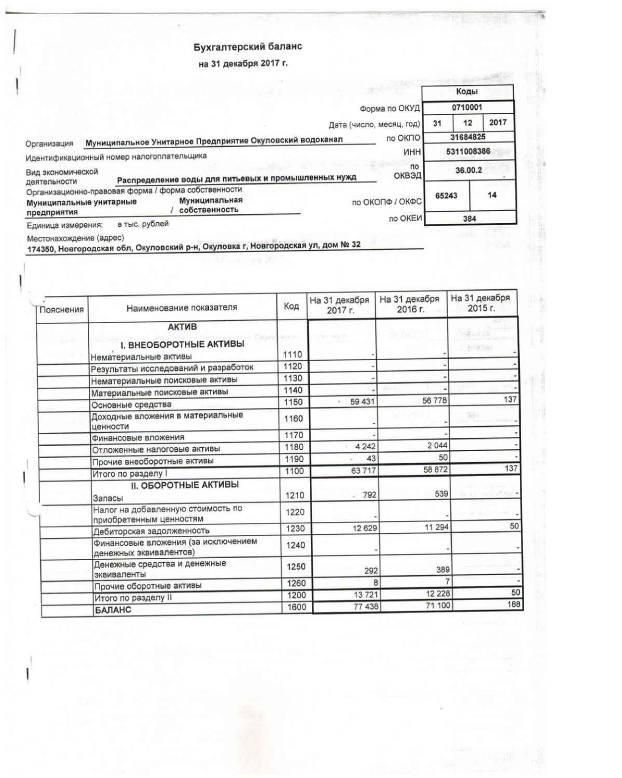 Бухгалтерский баланс
на 31 декабря 2017 г.
Коды
Форма по ОКУД 0710001
Дата (число, месяц, год) 31 12 2017
Организация Муниципальное Унитарное Предприятие Окуловский водоканал по ОКПО 31684825
Идентификационный номер налогоплательщика ИНН 5311008386
Вид экономической деятельности Распределение воды для питьевых и промышленных нужд по ОКВЭД 36.00.2
Организационно-правовая форма / форма собственности
Муниципальные унитарные предприятия / Муниципальная собственность по ОКОПФ / ОКФС 65243 14
Единица измерения: в тыс. рублей по ОКЕИ 384
Местонахождение (адрес)
174350, Новгородская обл, Окуловский р-н, Окуловка г, Новгородская ул, дом № 32
Пояснения Наименование показателя Код На 31 декабря 2017 г. На 31 декабря 2016 г. На 31 декабря 2015 г.
АКТИВ
I. ВНЕОБОРОТНЫЕ АКТИВЫ
Нематериальные активы 1110 - - -
Результаты исследований и разработок 1120 - - -
Нематериальные поисковые активы 1130 - - -
Материальные поисковые активы 1140 - - -
Основные средства 1150 59 431 56 778 137
Доходные вложения в материальные ценности 1160 - - -
Финансовые вложения 1170 - - -
Отложенные налоговые активы 1180 4 242 2 044 -
Прочие внеоборотные активы 1190 43 50 -
Итого по разделу I 1100 63 717 58 872 137
II. ОБОРОТНЫЕ АКТИВЫ
Запасы 1210 792 539 -
Налог на добавленную стоимость по приобретенным ценностям 1220 - - -
Дебиторская задолженность 1230 12 629 11 294 50
Финансовые вложения (за исключением денежных эквивалентов) 1240 - - -
Денежные средства и денежные эквиваленты 1250 292 389 -
Прочие оборотные активы 1260 8 7 -
Итого по разделу II 1200 13 721 12 228 50
БАЛАНС 1600 77 438 71 100 188